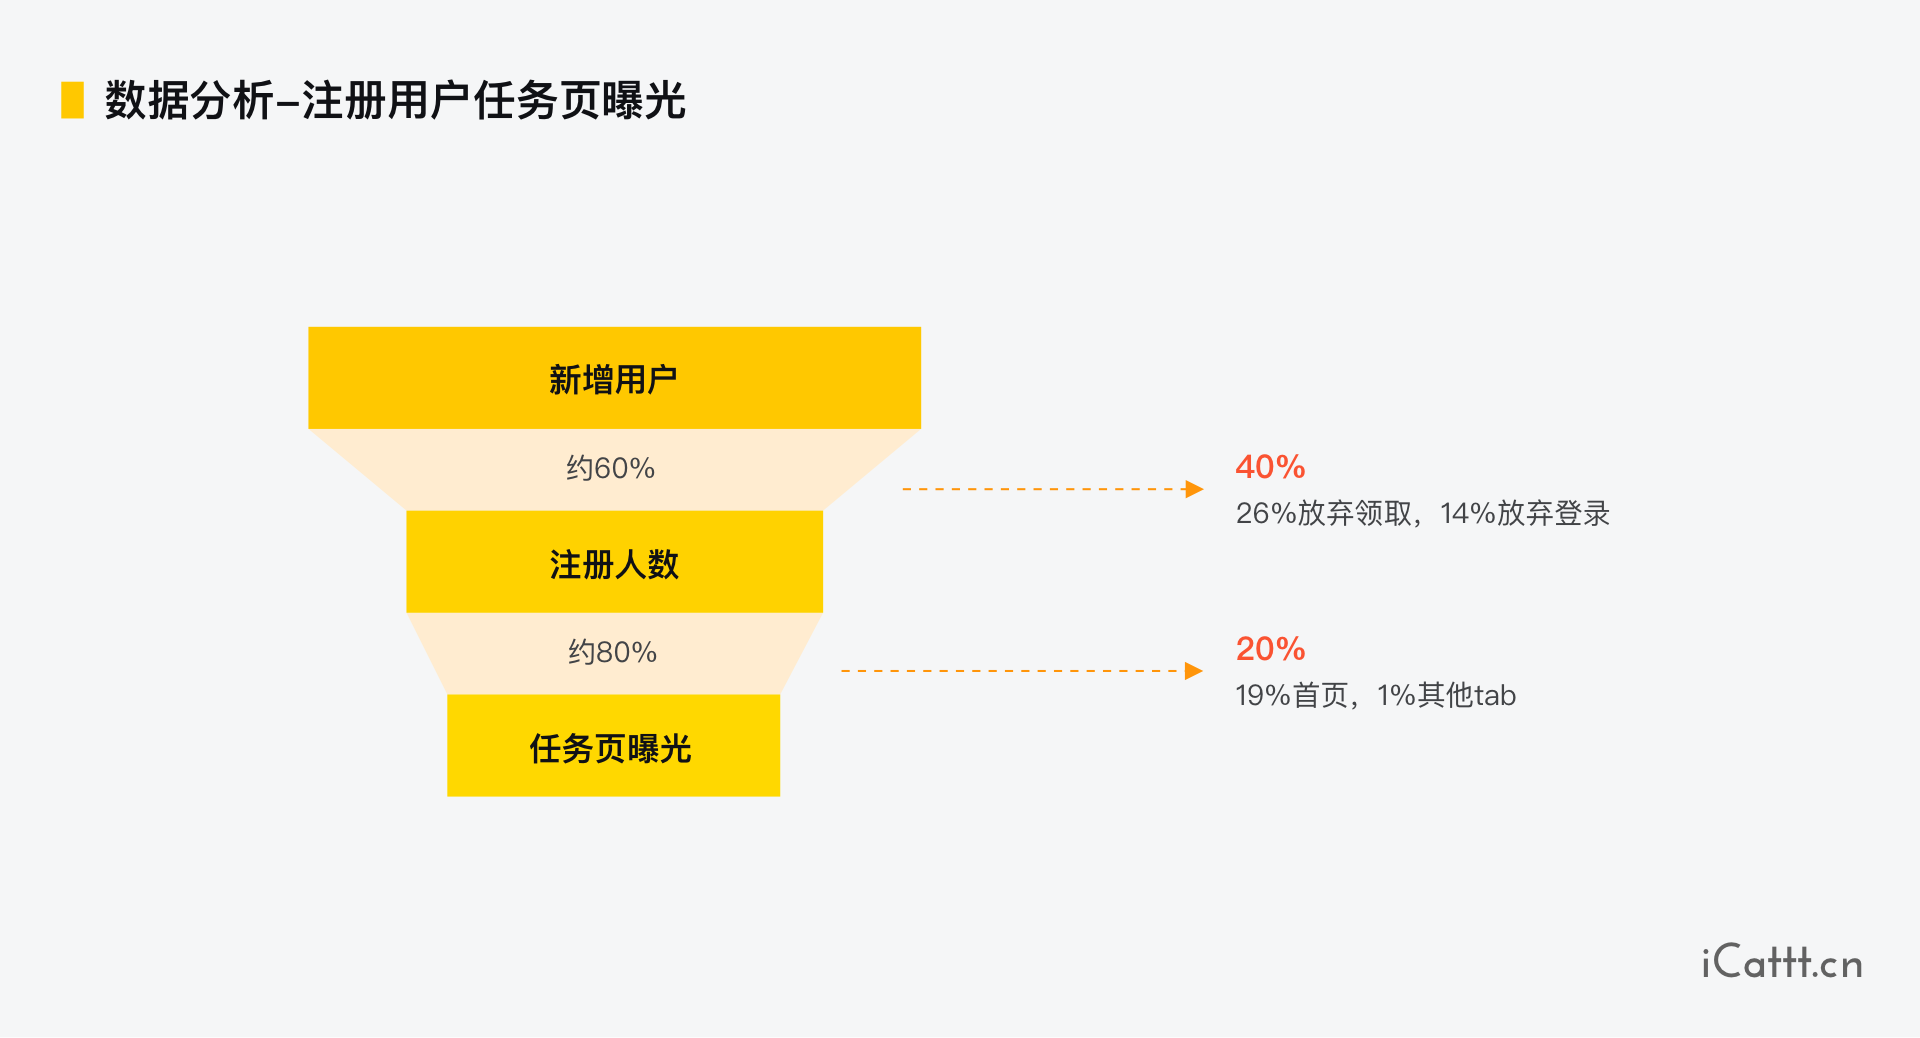 数据分析–注册用户任务页曝光
新增用户
约60%
40%
26%放弃领取，14%放弃登录
注册人数
约80%
20%
19%首页，1%其他tab
任务页曝光
iCattt.cn